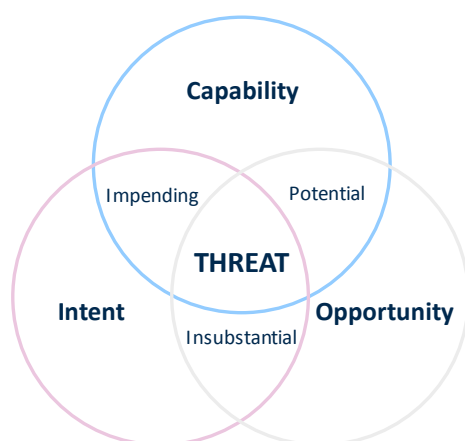 Capability
Impending
Potential
THREAT
Intent
Opportunity
Insubstantial